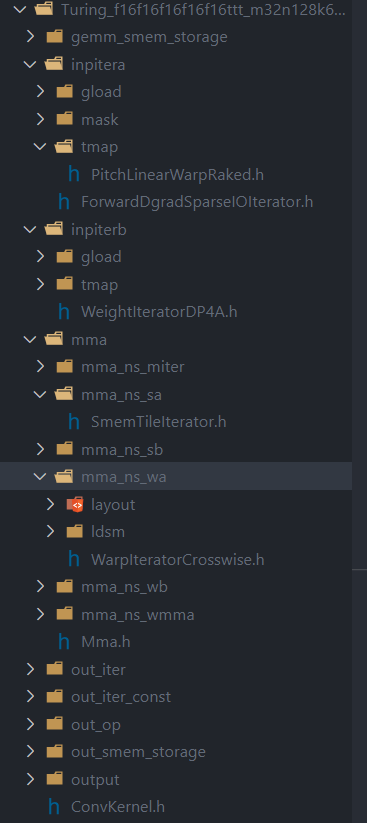 Turing_f16f16f16f16f16ttt_m32n128k6...
gemm_smem_storage
inpitera
gload
mask
tmap
PitchLinearWarpRaked.h
ForwardDgradSparseIOIterator.h
inpiterb
gload
tmap
WeightIteratorDP4A.h
mma
mma_ns_miter
mma_ns_sa
SmemTileIterator.h
mma_ns_sb
mma_ns_wa
layout
ldsm
WarpIteratorCrosswise.h
mma_ns_wb
mma_ns_wmma
Mma.h
out_iter
out_iter_const
out_op
out_smem_storage
output
ConvKernel.h